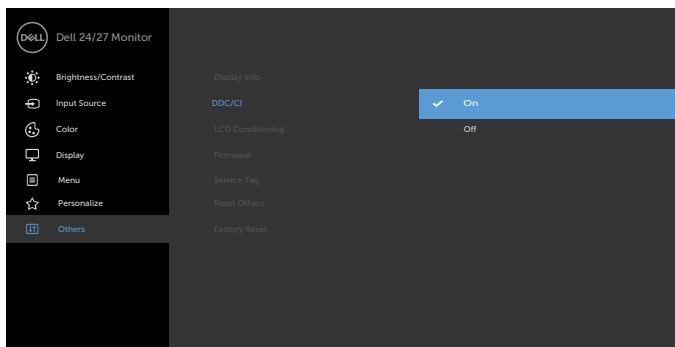 DELL
Dell 24/27 Monitor
Brightness/Contrast
Input Source
Color
Display
Menu
Personalize
Others
Display Info
DDC/CI
LCD Conditioning
Firmware
Service Tag
Reset Others
Factory Reset
On
Off